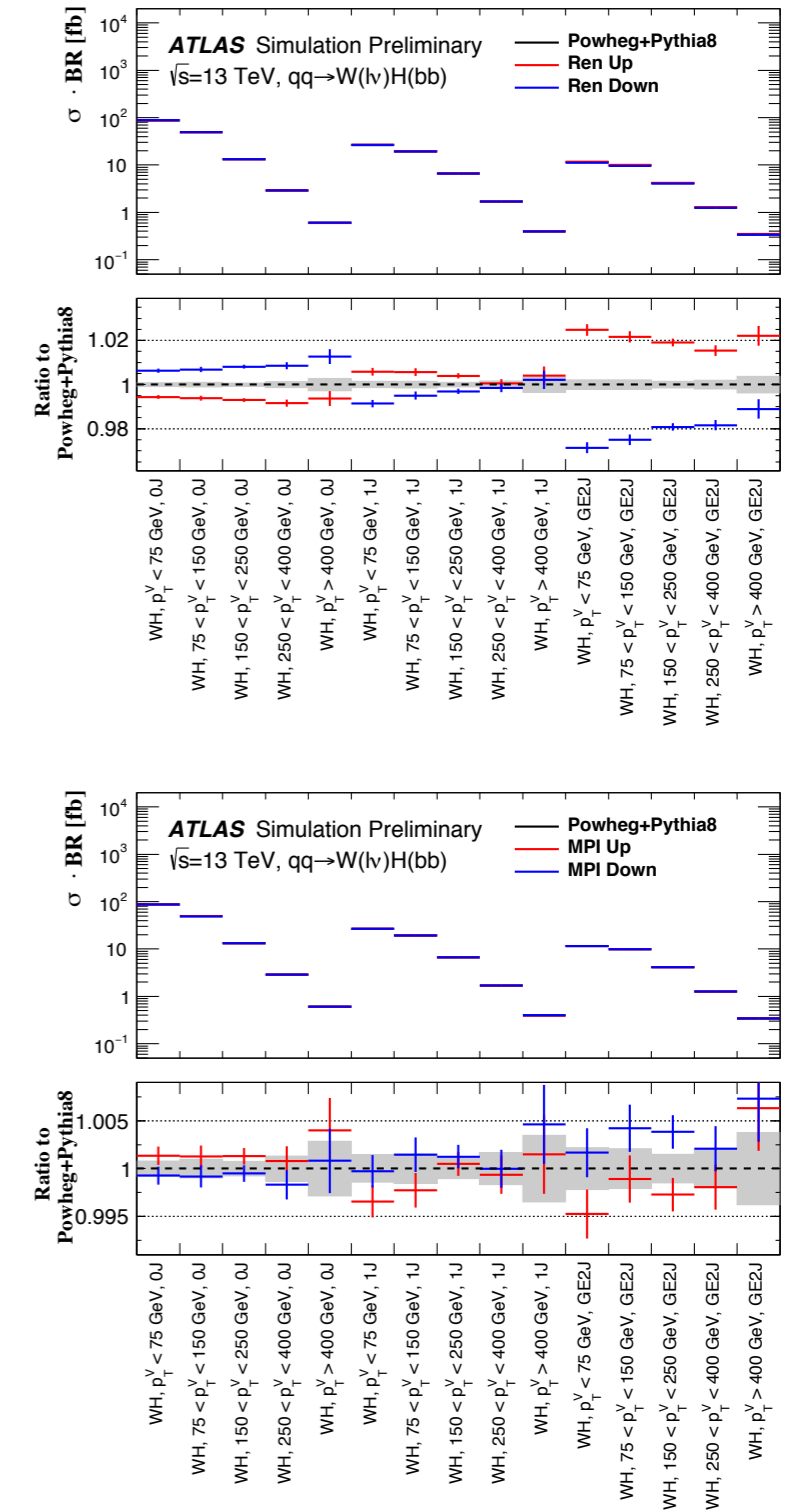 σ · BR [fb]
10⁴
10³
10²
10
1
10⁻¹
ATLAS Simulation Preliminary
√s=13 TeV, qq→W(lν)H(bb)
Powheg+Pythia8
Ren Up
Ren Down
Ratio to
Powheg+Pythia8
1.02
1
0.98
WH, p_T^V < 75 GeV, 0J
WH, 75 < p_T^V < 150 GeV, 0J
WH, 150 < p_T^V < 250 GeV, 0J
WH, 250 < p_T^V < 400 GeV, 0J
WH, p_T^V > 400 GeV, 0J
WH, p_T^V < 75 GeV, 1J
WH, 75 < p_T^V < 150 GeV, 1J
WH, 150 < p_T^V < 250 GeV, 1J
WH, 250 < p_T^V < 400 GeV, 1J
WH, p_T^V > 400 GeV, 1J
WH, p_T^V < 75 GeV, GE2J
WH, 75 < p_T^V < 150 GeV, GE2J
WH, 150 < p_T^V < 250 GeV, GE2J
WH, 250 < p_T^V < 400 GeV, GE2J
WH, p_T^V > 400 GeV, GE2J
σ · BR [fb]
10⁴
10³
10²
10
1
10⁻¹
ATLAS Simulation Preliminary
√s=13 TeV, qq→W(lν)H(bb)
Powheg+Pythia8
MPI Up
MPI Down
Ratio to
Powheg+Pythia8
1.005
1
0.995
WH, p_T^V < 75 GeV, 0J
WH, 75 < p_T^V < 150 GeV, 0J
WH, 150 < p_T^V < 250 GeV, 0J
WH, 250 < p_T^V < 400 GeV, 0J
WH, p_T^V > 400 GeV, 0J
WH, p_T^V < 75 GeV, 1J
WH, 75 < p_T^V < 150 GeV, 1J
WH, 150 < p_T^V < 250 GeV, 1J
WH, 250 < p_T^V < 400 GeV, 1J
WH, p_T^V > 400 GeV, 1J
WH, p_T^V < 75 GeV, GE2J
WH, 75 < p_T^V < 150 GeV, GE2J
WH, 150 < p_T^V < 250 GeV, GE2J
WH, 250 < p_T^V < 400 GeV, GE2J
WH, p_T^V > 400 GeV, GE2J